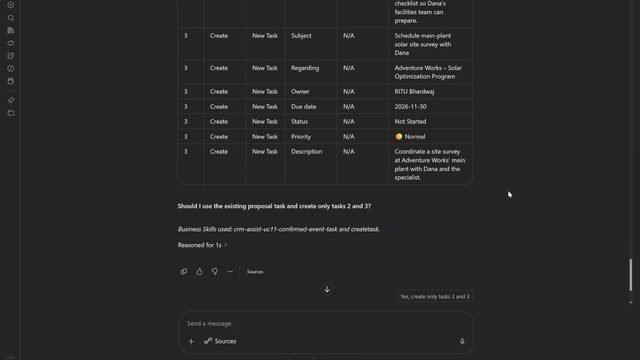 checklist so Dana's
facilities team can
prepare.
3 Create New Task Subject N/A Schedule main-plant
solar site survey with
Dana
3 Create New Task Regarding N/A Adventure Works – Solar
Optimization Program
3 Create New Task Owner N/A RITU Bhardwaj
3 Create New Task Due date N/A 2026-11-30
3 Create New Task Status N/A Not Started
3 Create New Task Priority N/A Normal
3 Create New Task Description N/A Coordinate a site survey
at Adventure Works' main
plant with Dana and the
specialist.
Should I use the existing proposal task and create only tasks 2 and 3?
Business Skills used: crm-assist-uc11-confirmed-event-task and createtask.
Reasoned for 1s
Sources
Yes, create only tasks 2 and 3
Send a message
Sources